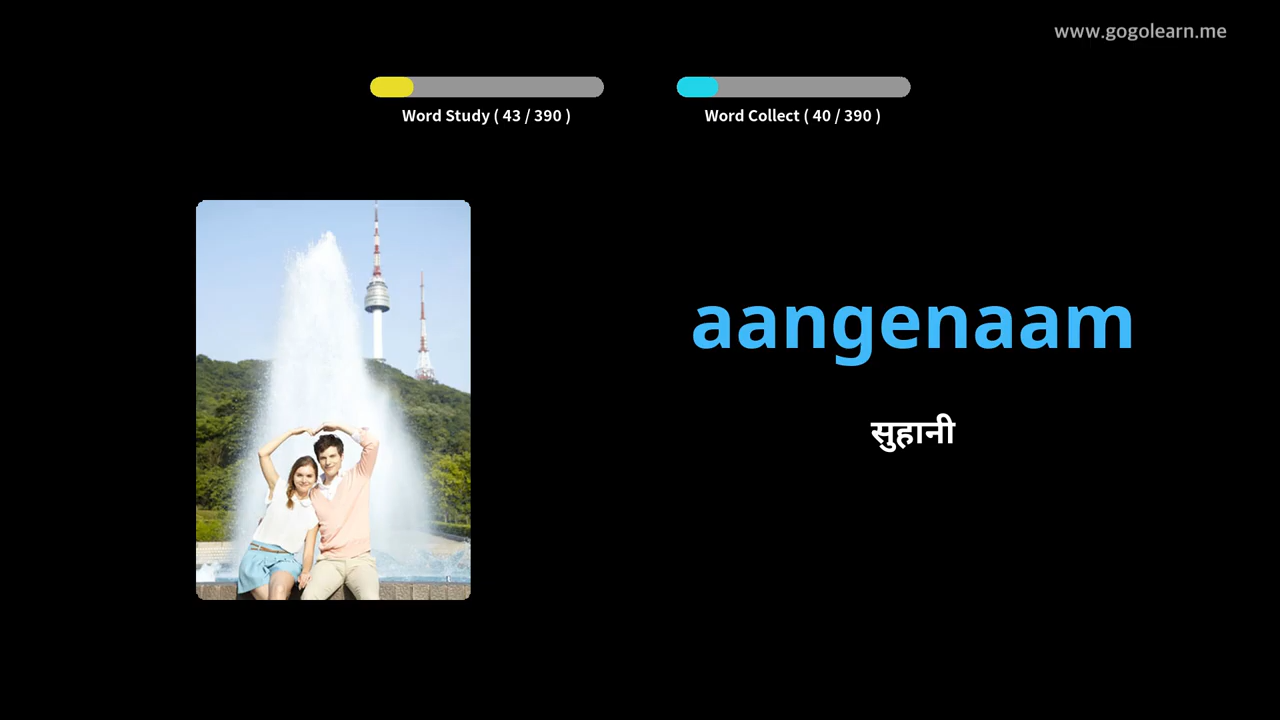 www.gogolearn.me
Word Study ( 43 / 390 )
Word Collect ( 40 / 390 )
aangenaam
सुहानी